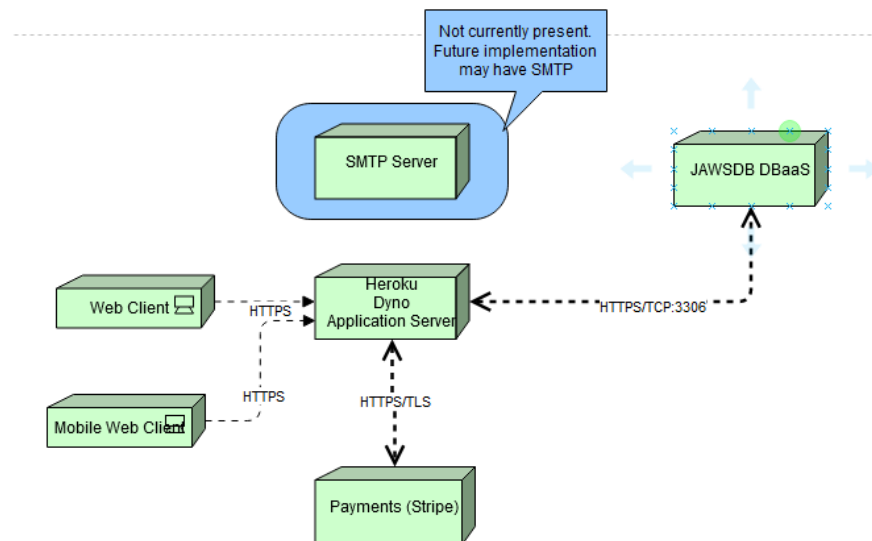 Not currently present.
Future implementation
may have SMTP
SMTP Server
JAWSDB DBaaS
Heroku
Dyno
Application Server
Web Client
HTTPS
HTTPS/TCP:3306
HTTPS
HTTPS/TLS
Mobile Web Client
Payments (Stripe)